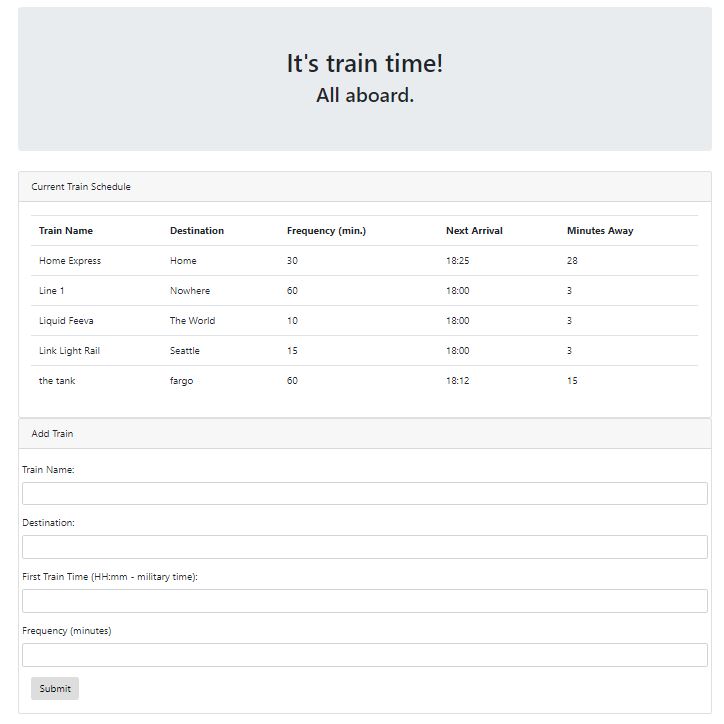 It's train time!
All aboard.
Current Train Schedule
Train Name Destination Frequency (min.) Next Arrival Minutes Away
Home Express Home 30 18:25 28
Line 1 Nowhere 60 18:00 3
Liquid Feeva The World 10 18:00 3
Link Light Rail Seattle 15 18:00 3
the tank fargo 60 18:12 15
Add Train
Train Name:
Destination:
First Train Time (HH:mm - military time):
Frequency (minutes)
Submit